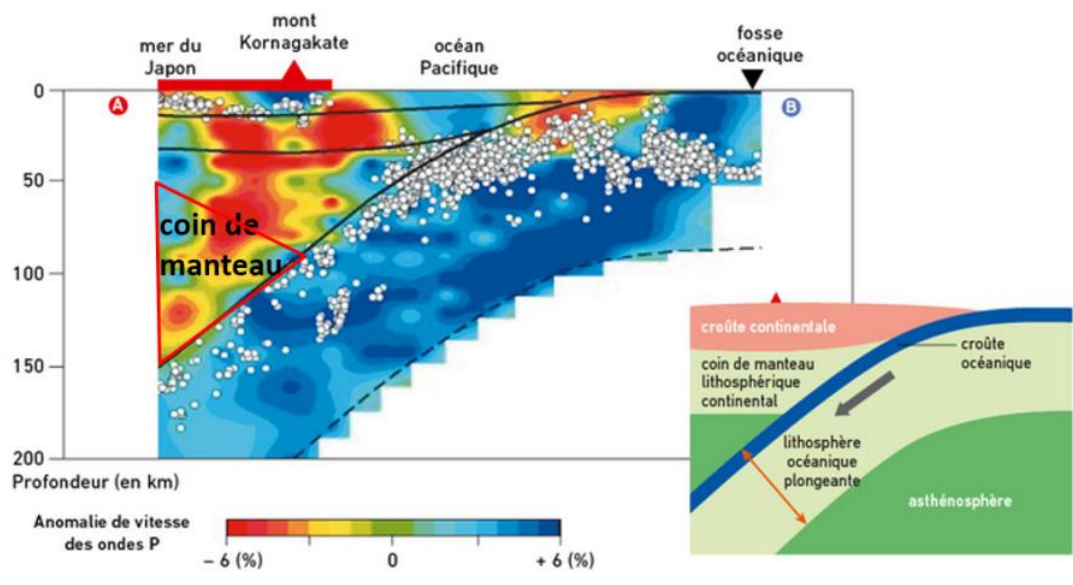 mont
Kornagakate
mer du
Japon
océan
Pacifique
fosse
océanique
A
B
0
50
100
150
200
coin de
manteau
Profondeur (en km)
Anomalie de vitesse
des ondes P
– 6 (%)
0
+ 6 (%)
croûte continentale
croûte
océanique
coin de manteau
lithosphérique
continental
lithosphère
océanique
plongeante
asthénosphère